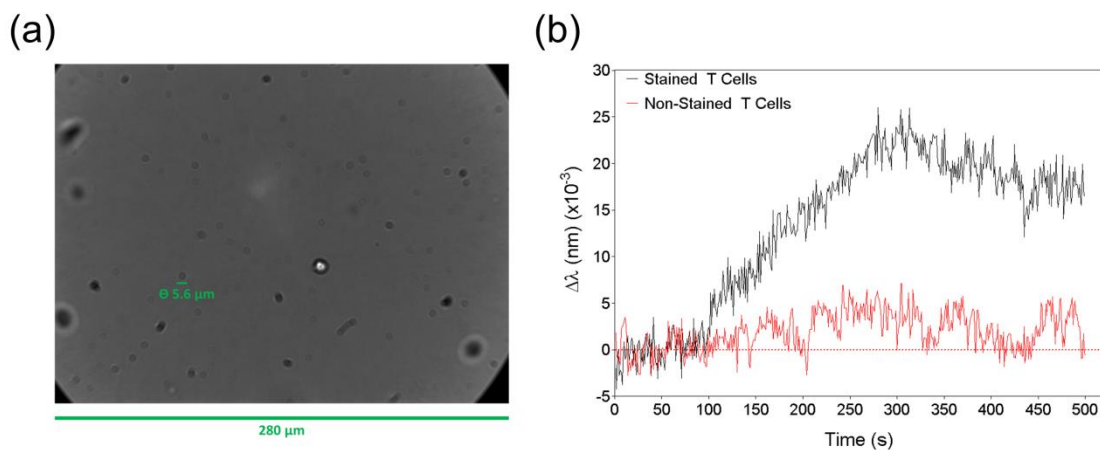 (a)
Θ 5.6 µm
280 µm
(b)
Δλ (nm) (x10⁻³)
30
25
20
15
10
5
0
-5
Stained T Cells
Non-Stained T Cells
0 50 100 150 200 250 300 350 400 450 500
Time (s)